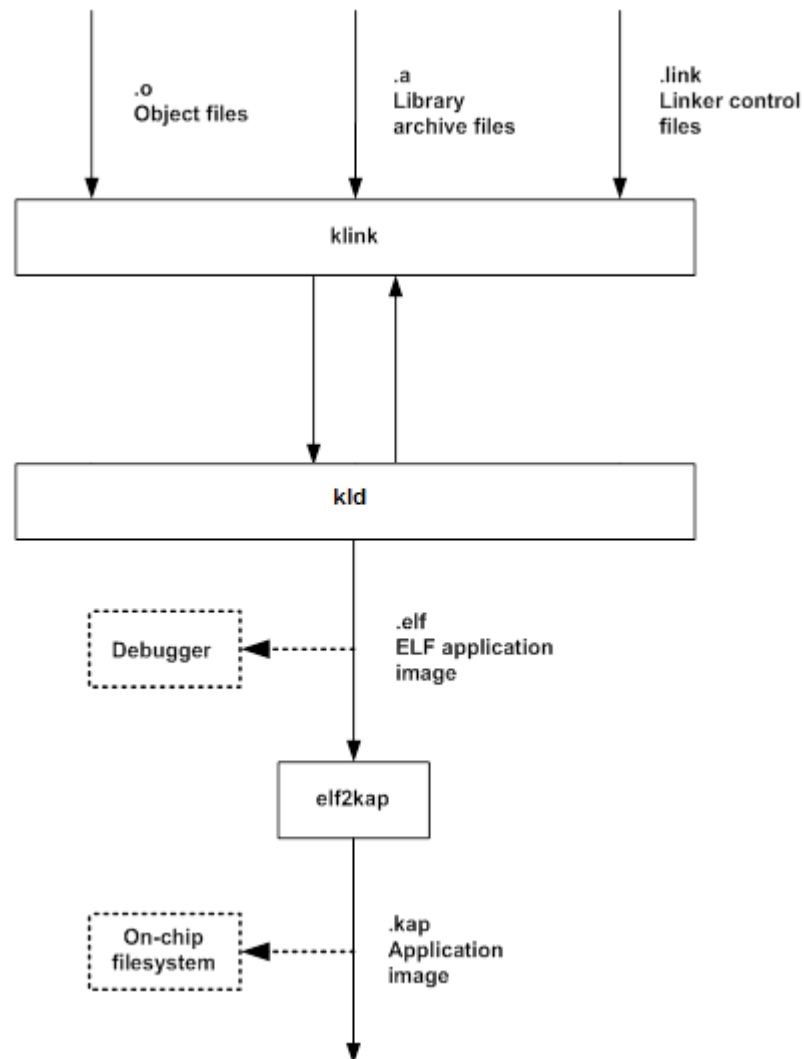 .o
Object files
.a
Library
archive files
.link
Linker control
files
klink
kld
.elf
ELF application
image
Debugger
elf2kap
.kap
Application
image
On-chip
filesystem